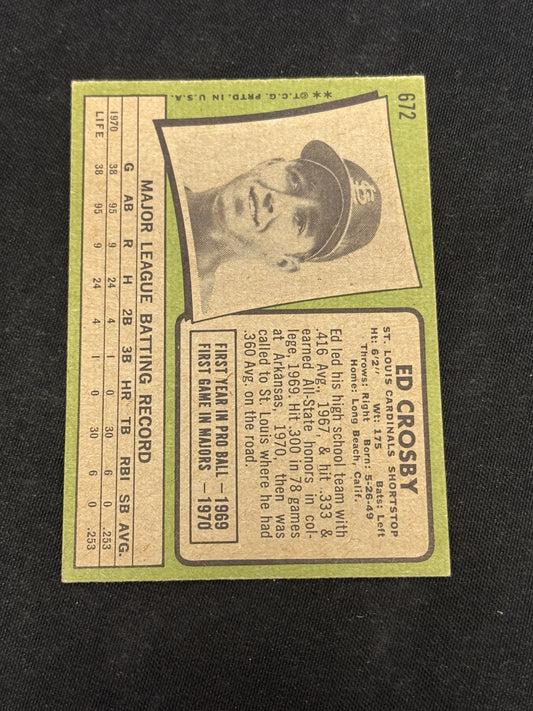 672
**©T.C.G. PRTD. IN U.S.A.
ED CROSBY
ST. LOUIS CARDINALS SHORTSTOP
Ht: 6'2" Wt: 175 Bats: Left
Throws: Right Born: 5-26-49
Home: Long Beach, Calif.
Ed led his high school team with
.416 Avg., 1967, & hit .333 &
earned All-State honors in col-
lege, 1969. Hit .300 in 78 games
at Arkansas, 1970, then was
called to St. Louis where he had
.360 Avg. on the road.
FIRST YEAR IN PRO BALL — 1969
FIRST GAME IN MAJORS — 1970
StL
MAJOR LEAGUE BATTING RECORD
G AB R H 2B 3B HR TB RBI SB AVG.
1970 38 95 9 24 4 1 0 30 6 0 .253
LIFE 38 95 9 24 4 1 0 30 6 0 .253